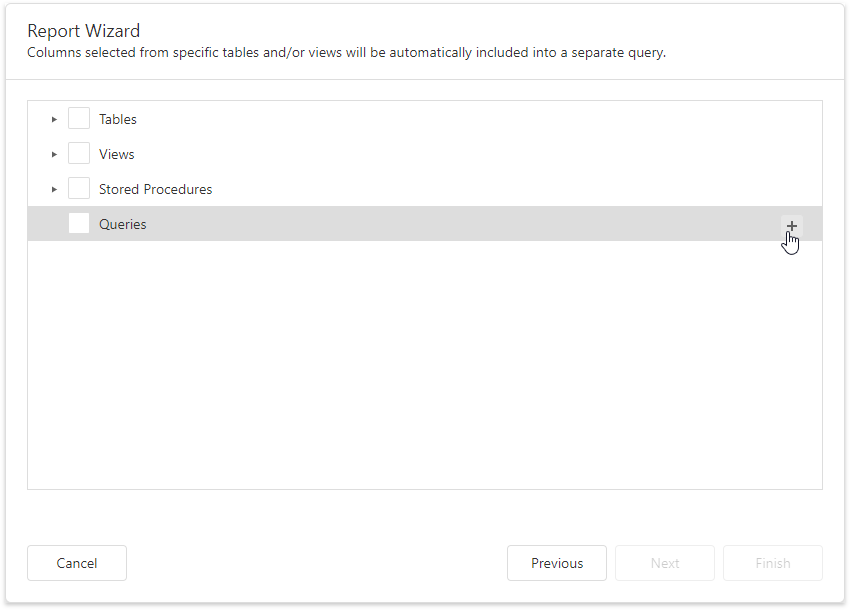 Report Wizard
Columns selected from specific tables and/or views will be automatically included into a separate query.
Tables
Views
Stored Procedures
Queries
Cancel
Previous
Next
Finish